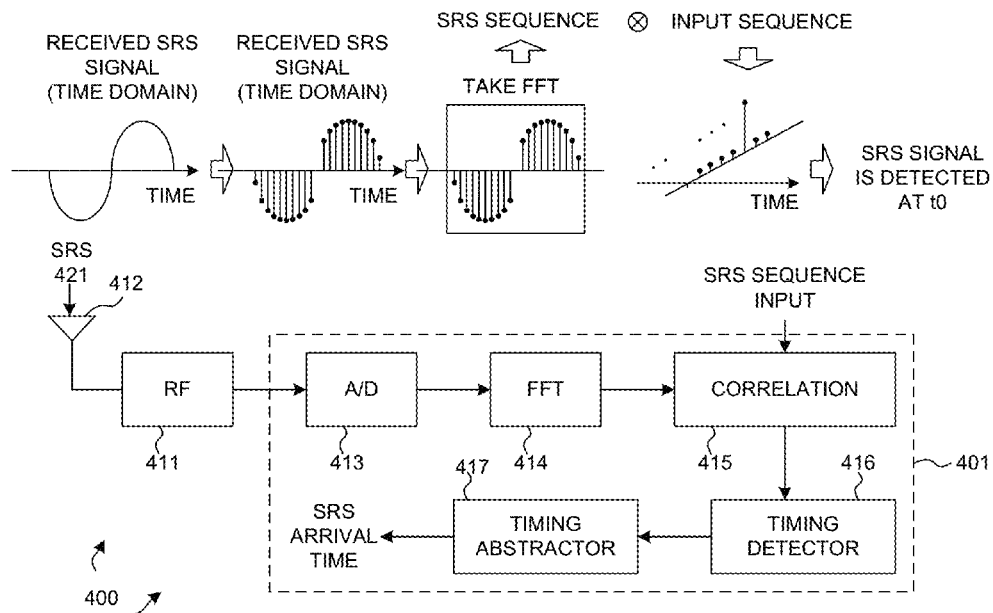 SRS SEQUENCE ⊗ INPUT SEQUENCE
RECEIVED SRS
SIGNAL
(TIME DOMAIN)
RECEIVED SRS
SIGNAL
(TIME DOMAIN)
TAKE FFT
TIME
TIME
TIME
SRS SIGNAL
IS DETECTED
AT t0
SRS
421
412
SRS SEQUENCE
INPUT
RF
A/D
FFT
CORRELATION
411
413
414
415
416
417
401
SRS
ARRIVAL
TIME
TIMING
ABSTRACTOR
TIMING
DETECTOR
400